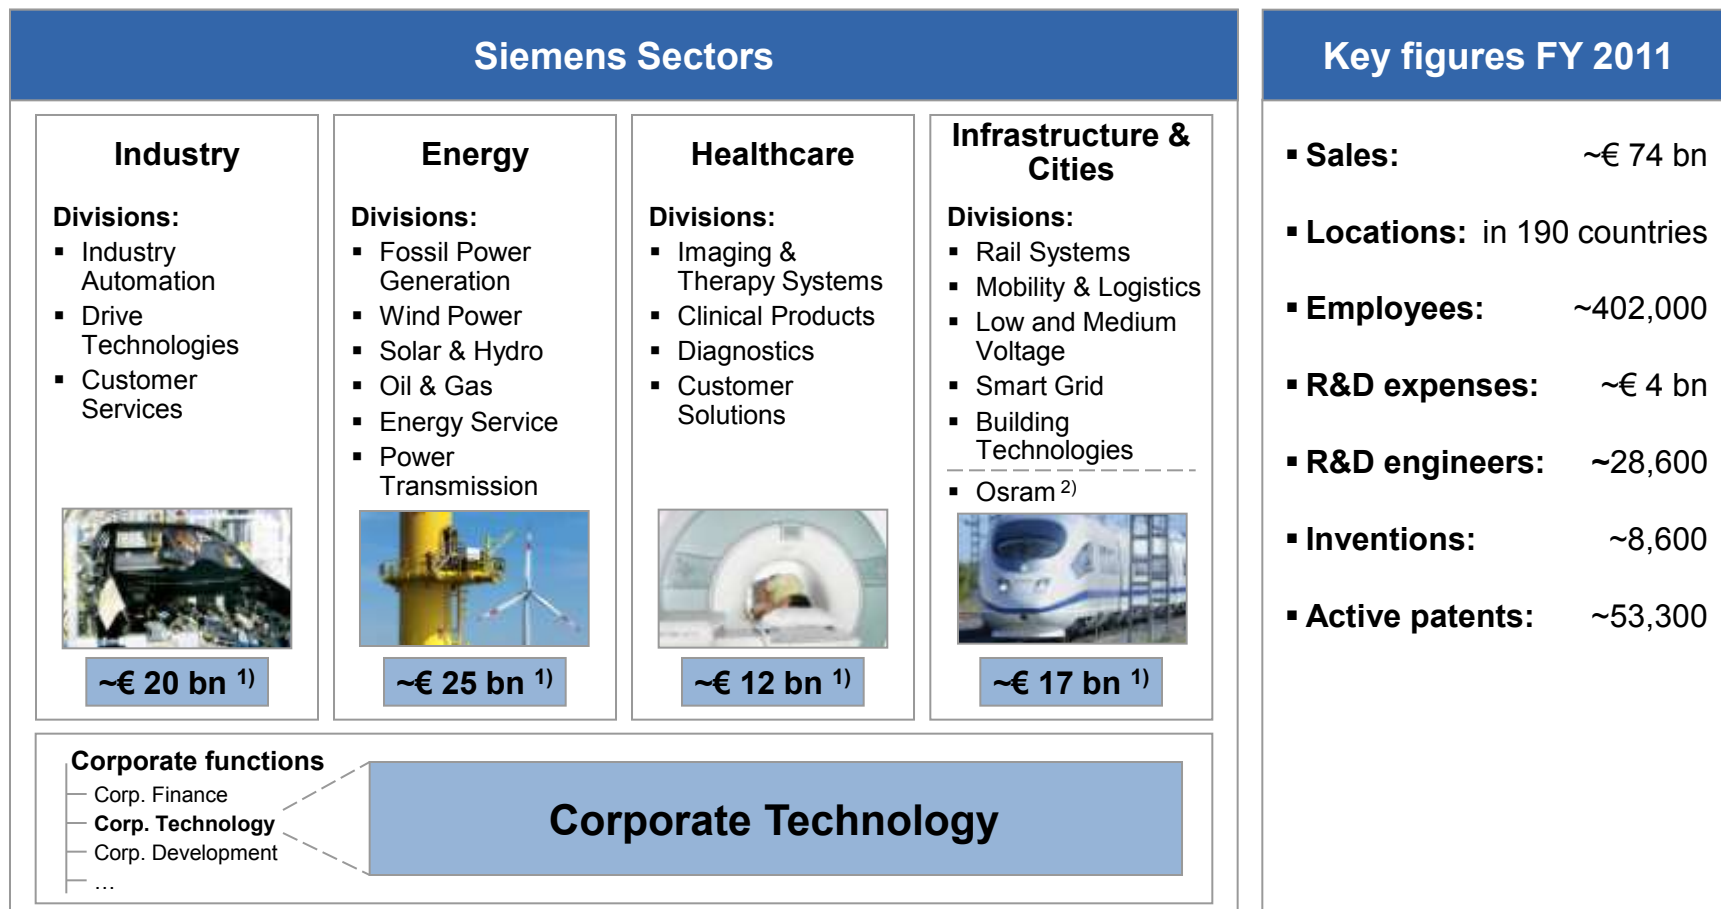 Siemens Sectors
Industry
Divisions:
▪ Industry
Automation
▪ Drive
Technologies
▪ Customer
Services
~€ 20 bn 1)
Energy
Divisions:
▪ Fossil Power
Generation
▪ Wind Power
▪ Solar & Hydro
▪ Oil & Gas
▪ Energy Service
▪ Power
Transmission
~€ 25 bn 1)
Healthcare
Divisions:
▪ Imaging &
Therapy Systems
▪ Clinical Products
▪ Diagnostics
▪ Customer
Solutions
~€ 12 bn 1)
Infrastructure &
Cities
Divisions:
▪ Rail Systems
▪ Mobility & Logistics
▪ Low and Medium
Voltage
▪ Smart Grid
▪ Building
Technologies
▪ Osram 2)
~€ 17 bn 1)
Corporate functions
Corp. Finance
Corp. Technology
Corp. Development
…
Corporate Technology
Key figures FY 2011
▪ Sales: ~€ 74 bn
▪ Locations: in 190 countries
▪ Employees: ~402,000
▪ R&D expenses: ~€ 4 bn
▪ R&D engineers: ~28,600
▪ Inventions: ~8,600
▪ Active patents: ~53,300